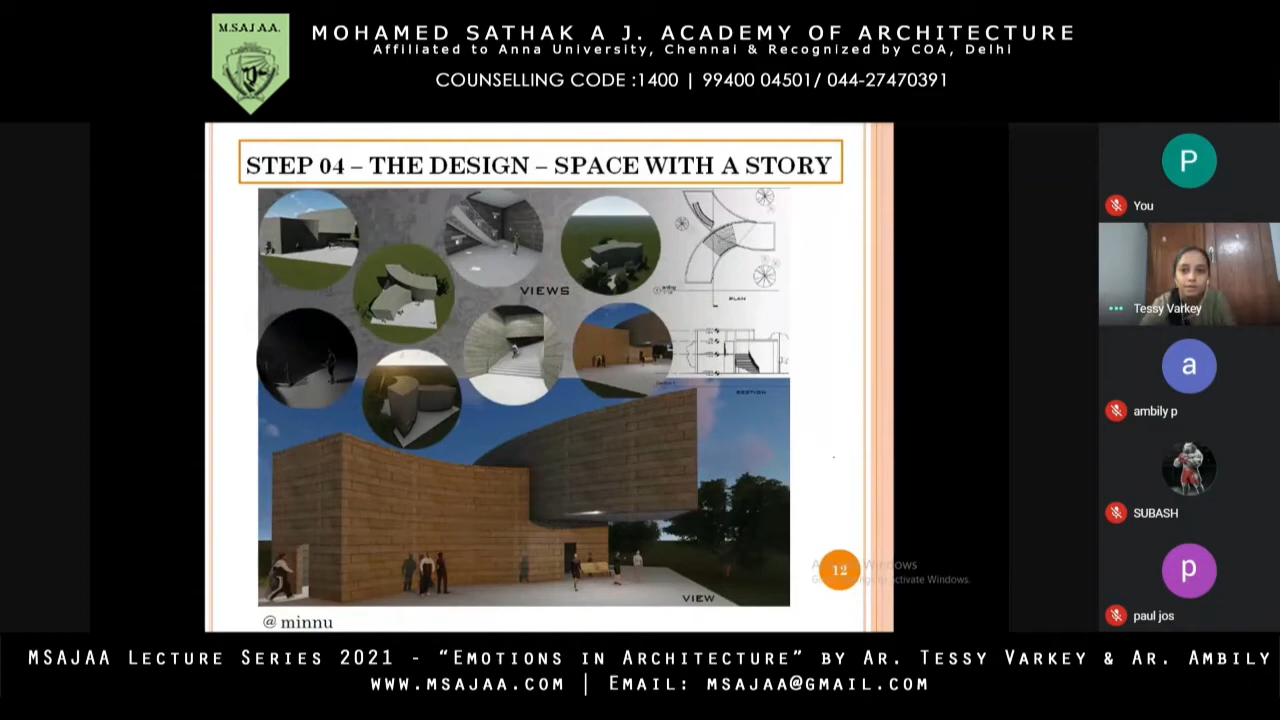 M.S.A.J.A.A.
MOHAMED SATHAK A J. ACADEMY OF ARCHITECTURE
Affiliated to Anna University, Chennai & Recognized by COA, Delhi
COUNSELLING CODE :1400 | 99400 04501/ 044-27470391
STEP 04 – THE DESIGN – SPACE WITH A STORY
VIEWS
PLAN
SECTION
VIEW
@ minnu
12
P
You
Tessy Varkey
a
ambily p
SUBASH
p
paul jos
MSAJAA Lecture Series 2021 - “Emotions in Architecture” by Ar. Tessy Varkey & Ar. Ambily
www.msajaa.com | Email: msajaa@gmail.com